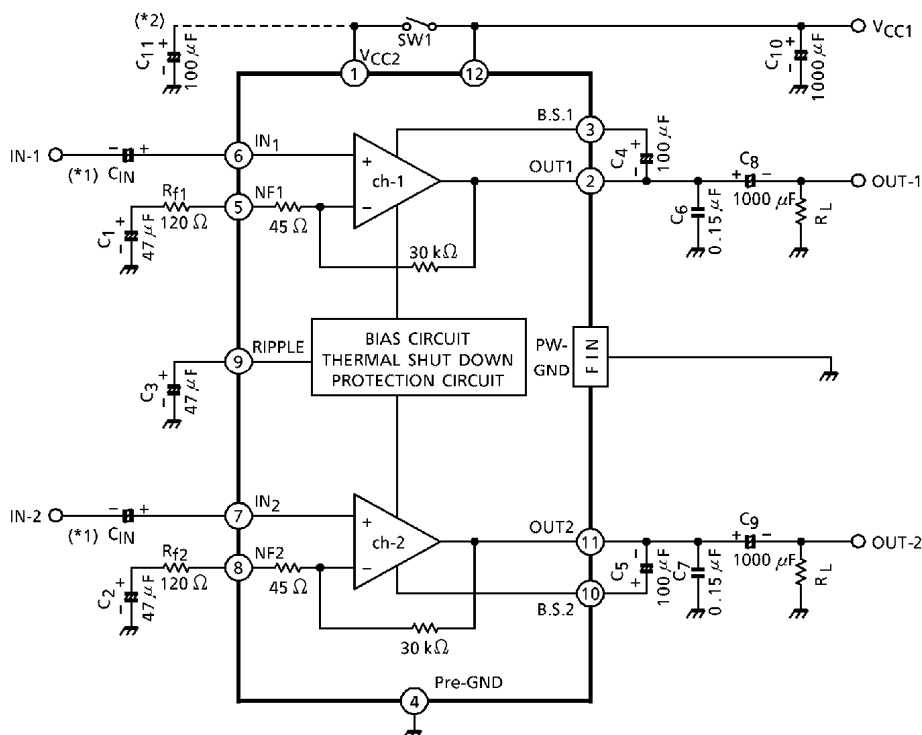 (*2)
C11
+
−
100 μF
SW1
VCC1
C10
+
−
1000 μF
VCC2
1
12
B.S.1
3
IN-1
−
+
(*1)
CIN
6
IN1
+
ch-1
−
OUT1
2
C4
+
−
100 μF
C8
+
−
1000 μF
OUT-1
Rf1
120 Ω
5
NF1
45 Ω
C1
+
−
47 μF
C6
0.15 μF
RL
30 kΩ
9
RIPPLE
BIAS CIRCUIT
THERMAL SHUT DOWN
PROTECTION CIRCUIT
PW-
GND
FIN
C3
+
−
47 μF
IN-2
−
+
(*1)
CIN
7
IN2
+
ch-2
−
OUT2
11
C9
+
−
1000 μF
OUT-2
Rf2
120 Ω
8
NF2
45 Ω
C5
−
+
100 μF
C7
0.15 μF
RL
C2
+
−
47 μF
10
B.S.2
30 kΩ
4
Pre-GND